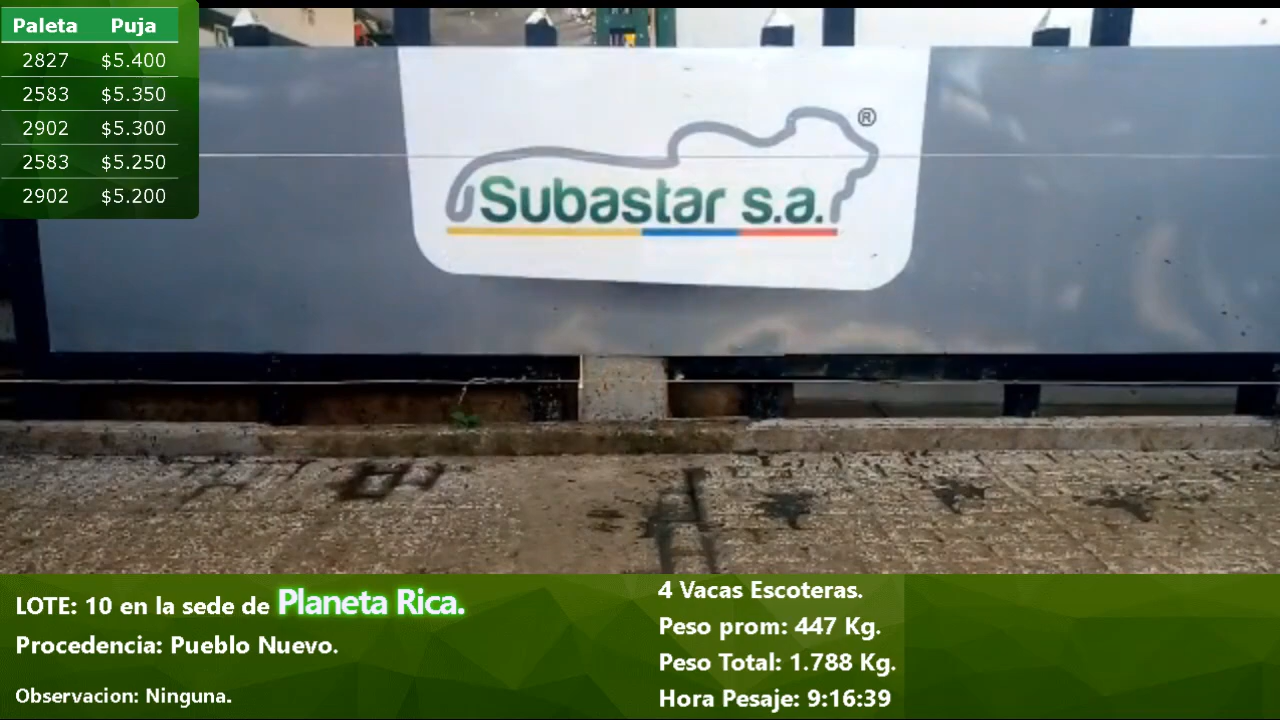 Paleta Puja
2827 $5.400
2583 $5.350
2902 $5.300
2583 $5.250
2902 $5.200
®
Subastar s.a.
LOTE: 10 en la sede de Planeta Rica.
Procedencia: Pueblo Nuevo.
Observacion: Ninguna.
4 Vacas Escoteras.
Peso prom: 447 Kg.
Peso Total: 1.788 Kg.
Hora Pesaje: 9:16:39